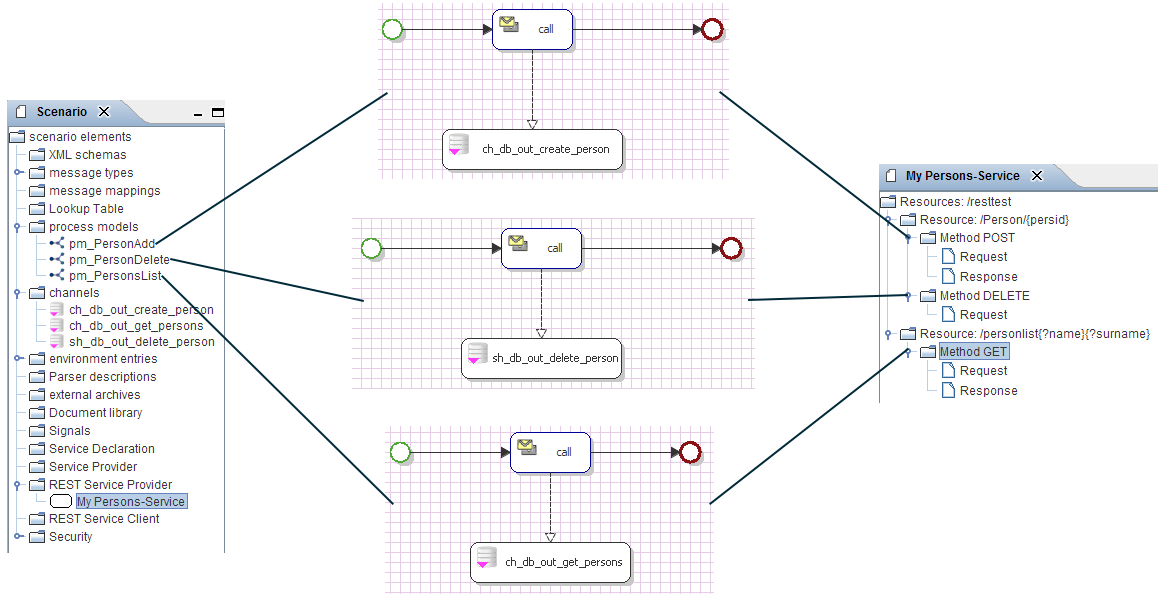 Scenario
scenario elements
XML schemas
message types
message mappings
Lookup Table
process models
pm_PersonAdd
pm_PersonDelete
pm_PersonsList
channels
ch_db_out_create_person
ch_db_out_get_persons
sh_db_out_delete_person
environment entries
Parser descriptions
external archives
Document library
Signals
Service Declaration
Service Provider
REST Service Provider
My Persons-Service
REST Service Client
Security
call
ch_db_out_create_person
call
sh_db_out_delete_person
call
ch_db_out_get_persons
My Persons-Service
Resources: /resttest
Resource: /Person/{persid}
Method POST
Request
Response
Method DELETE
Request
Resource: /personlist{?name}{?surname}
Method GET
Request
Response